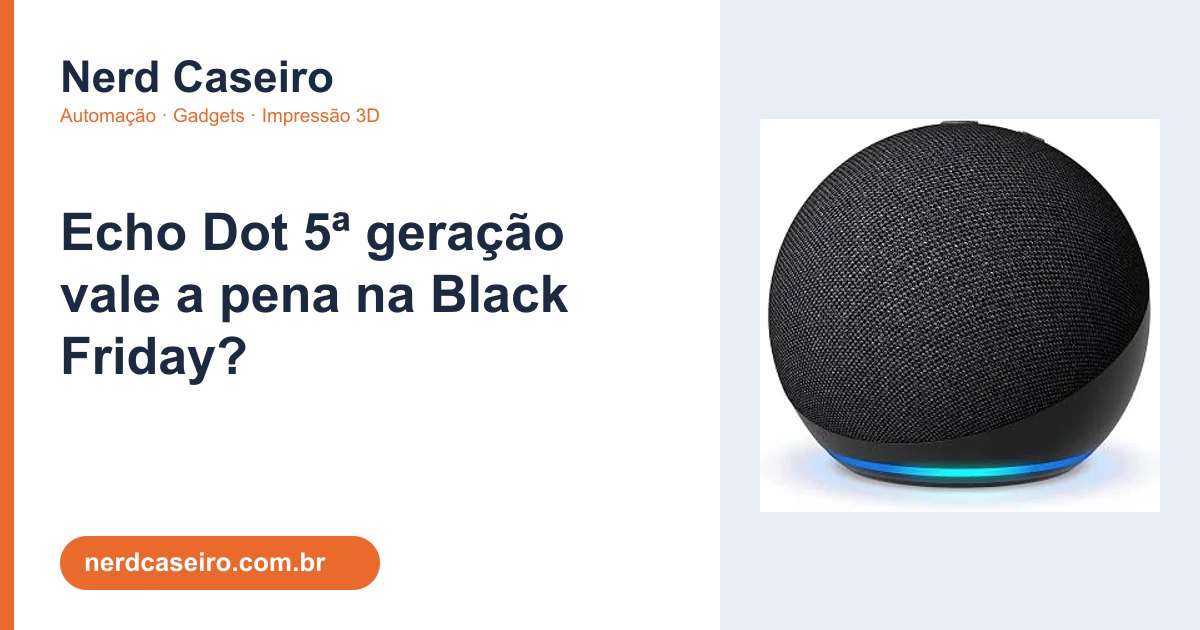 Nerd Caseiro
Automação · Gadgets · Impressão 3D
Echo Dot 5ª geração
vale a pena na Black
Friday?
nerdcaseiro.com.br